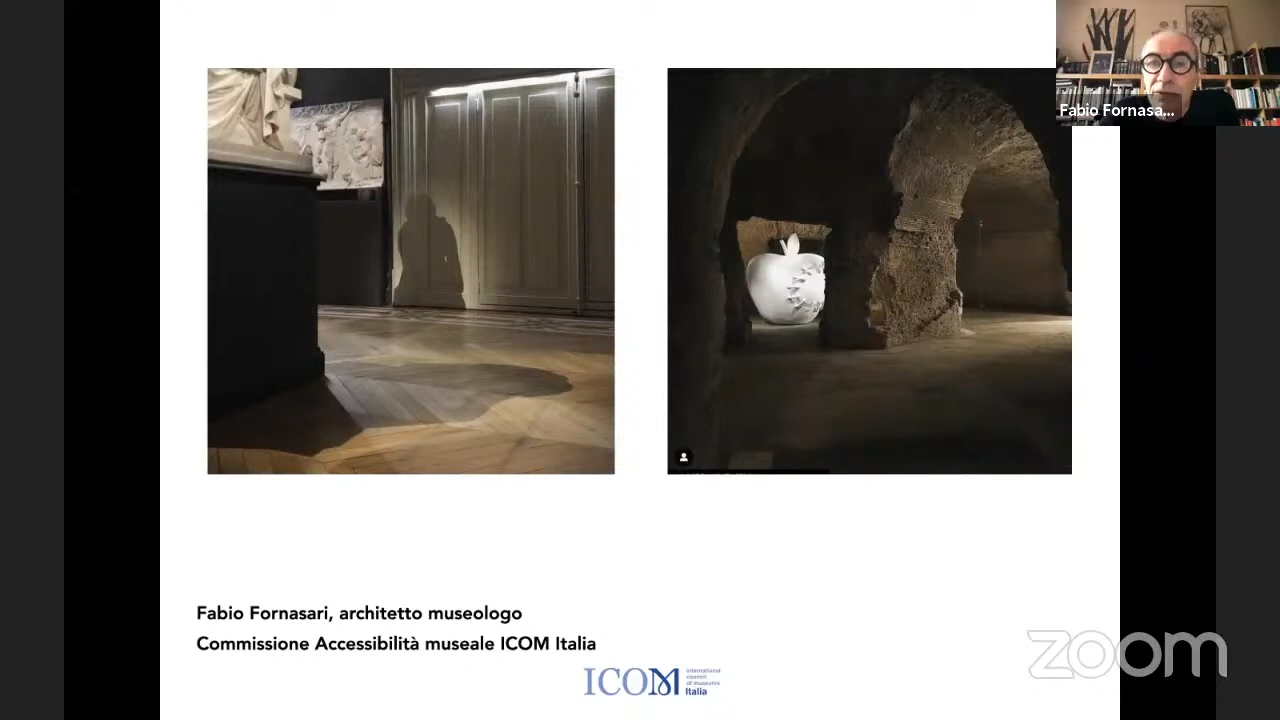 Fabio Fornasa...
Fabio Fornasari, architetto museologo
Commissione Accessibilità museale ICOM Italia
ICOM
international
council
of museums
Italia
zoom